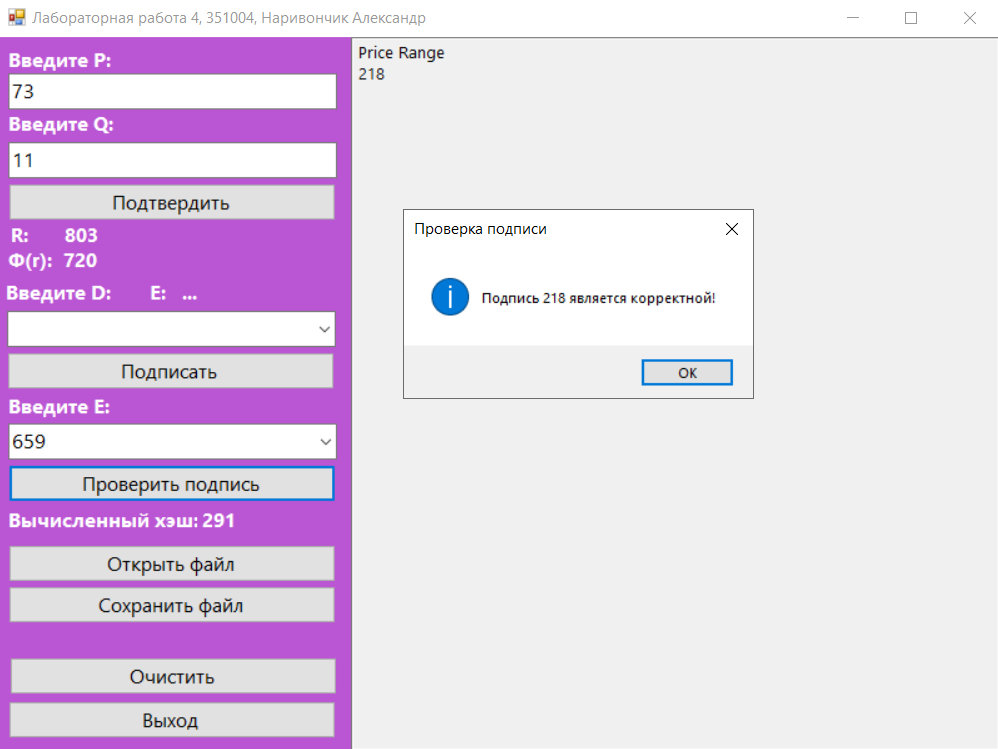 Лабораторная работа 4, 351004, Наривончик Александр
Введите P:
73
Введите Q:
11
Подтвердить
R: 803
Ф(r): 720
Введите D: E: ...
Подписать
Введите E:
659
Проверить подпись
Вычисленный хэш: 291
Открыть файл
Сохранить файл
Очистить
Выход
Price Range
218
Проверка подписи
Подпись 218 является корректной!
ОК